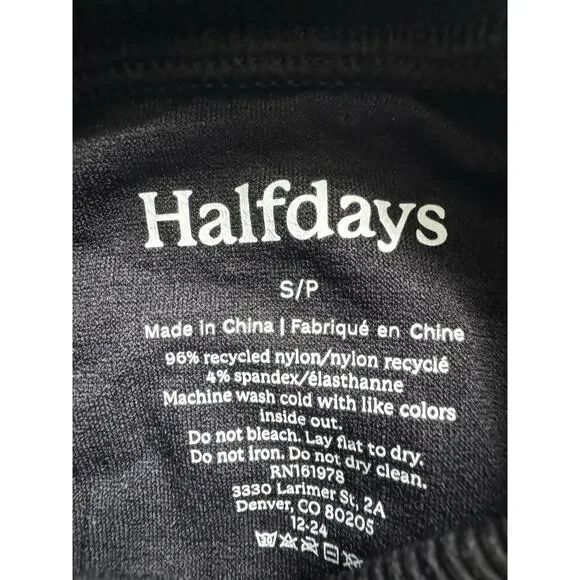 Halfdays
S/P
Made in China | Fabriqué en Chine
96% recycled nylon/nylon recyclé
4% spandex/élasthanne
Machine wash cold with like colors
inside out.
Do not bleach. Lay flat to dry.
Do not iron. Do not dry clean.
RN161978
3330 Larimer St, 2A
Denver, CO 80205
12-24